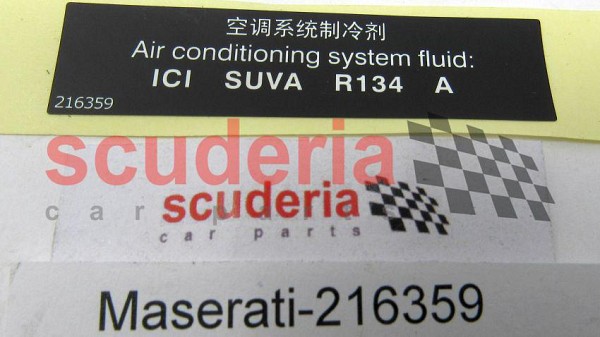 空调系统制冷剂
Air conditioning system fluid:
ICI SUVA R134 A
216359
scuderia
car parts
scuderia
car parts
Maserati-216359